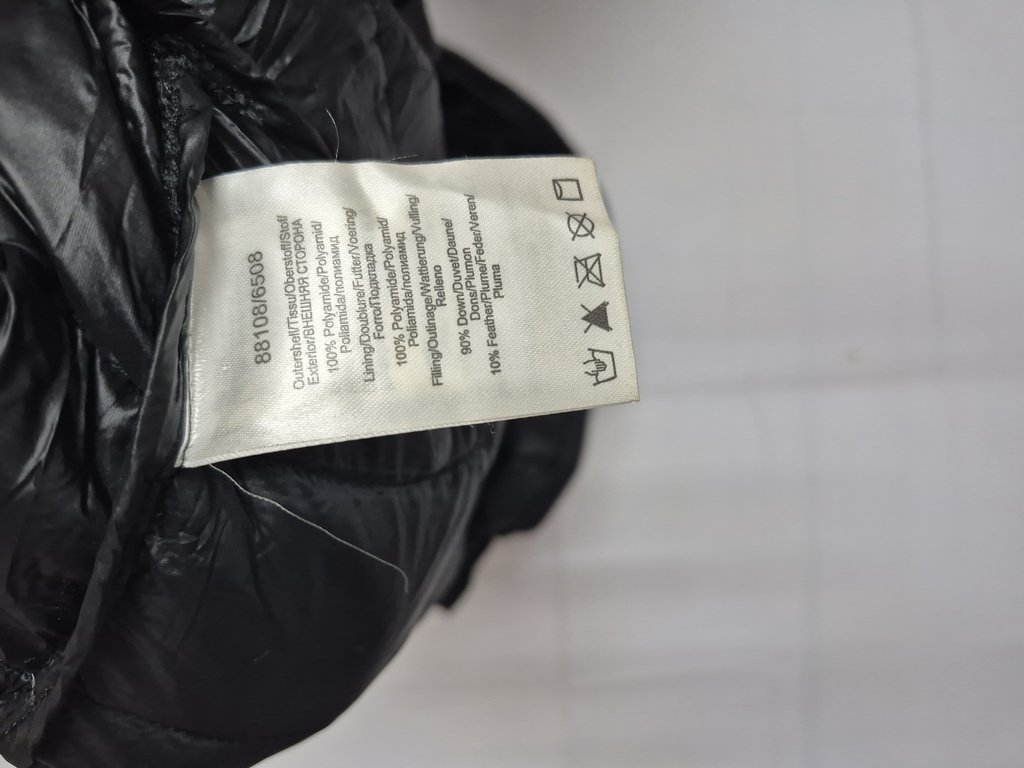 88108/6508
Outershell/Tissu/Oberstoff/Stof/
Exterior/ВНЕШНЯЯ СТОРОНА
100% Polyamide/Polyamid/
Poliamida/полиамид
Lining/Doublure/Futter/Voering/
Forro/Подкладка
100% Polyamide/Polyamid/
Poliamida/полиамид
Filling/Outinage/Wattierung/Vulling/
Relleno
90% Down/Duvet/Daune/
Dons/Plumon
10% Feather/Plume/Feder/Veren/
Pluma